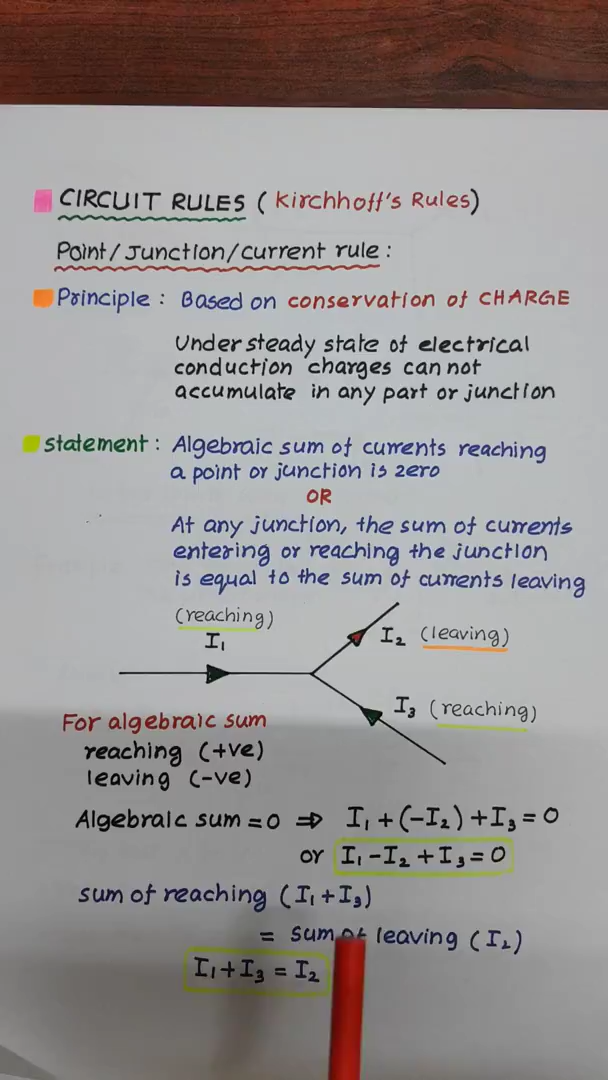 CIRCUIT RULES (Kirchhoff's Rules)
Point/Junction/current rule:
Principle: Based on conservation of CHARGE
Under steady state of electrical
conduction charges can not
accumulate in any part or junction
statement: Algebraic sum of currents reaching
a point or junction is zero
OR
At any junction, the sum of currents
entering or reaching the junction
is equal to the sum of currents leaving
(reaching)
I₁
I₂ (leaving)
I₃ (reaching)
For algebraic sum
reaching (+ve)
leaving (-ve)
Algebraic sum = 0 ⇒ I₁ + (-I₂) + I₃ = 0
or I₁ - I₂ + I₃ = 0
sum of reaching (I₁ + I₃)
= sum of leaving (I₂)
I₁ + I₃ = I₂